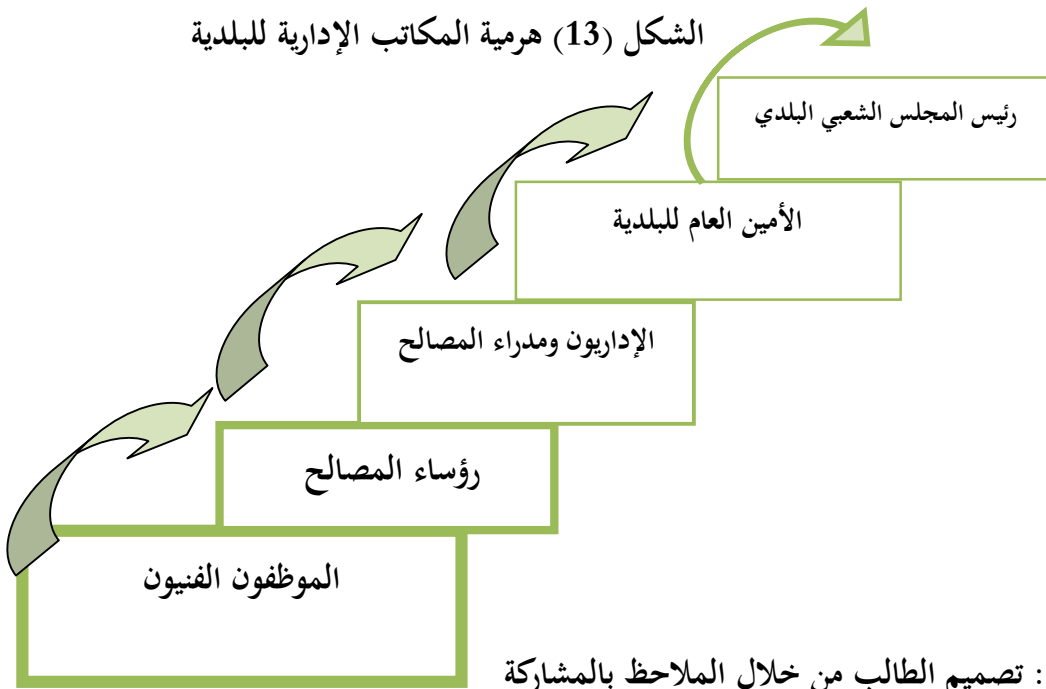 الشكل (13) هرمية المكاتب الإدارية للبلدية
رئيس المجلس الشعبي البلدي
الأمين العام للبلدية
الإداريون ومدراء المصالح
رؤساء المصالح
الموظفون الفنيون
: تصميم الطالب من خلال الملاحظ بالمشاركة